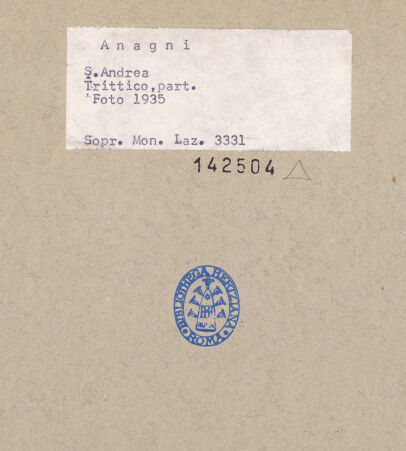 Anagni
S.Andrea
Trittico,part.
Foto 1935
Sopr. Mon. Laz. 3331
142504
BIBLIOTHECA HERTZIANA
ROMA